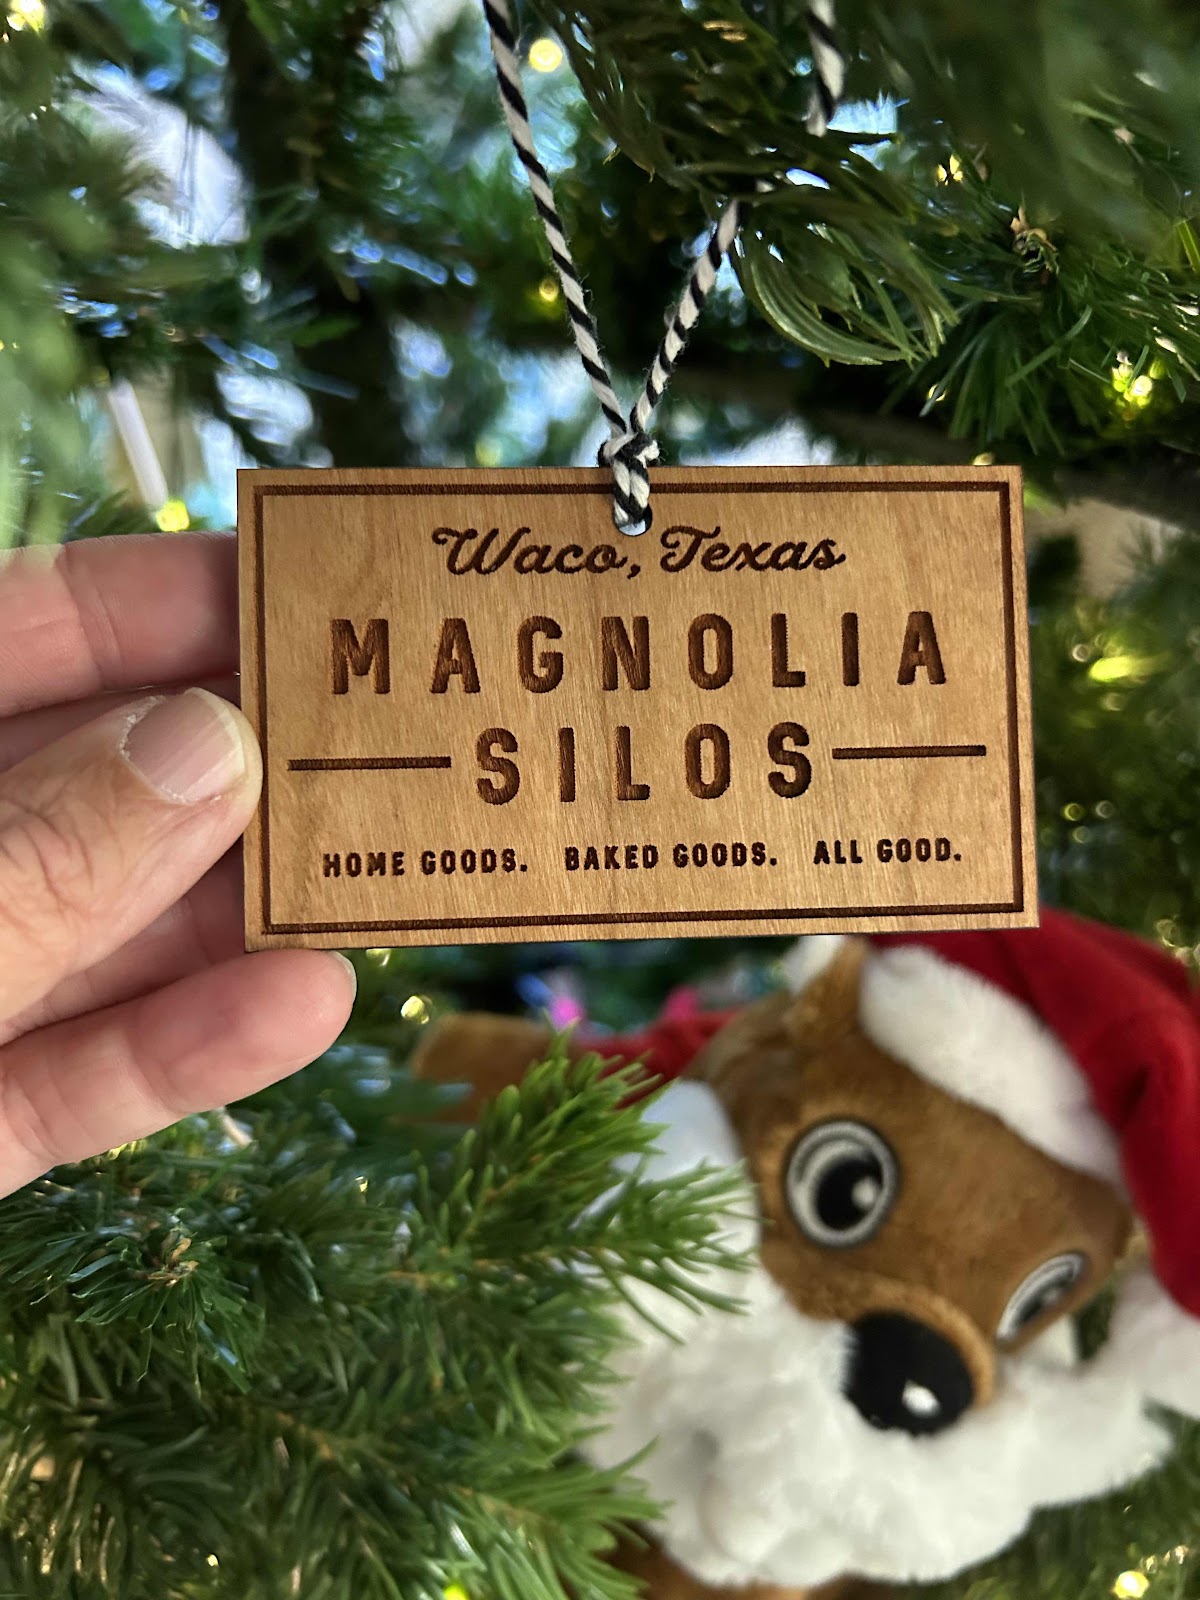 Waco, Texas
MAGNOLIA
SILOS
HOME GOODS. BAKED GOODS. ALL GOOD.